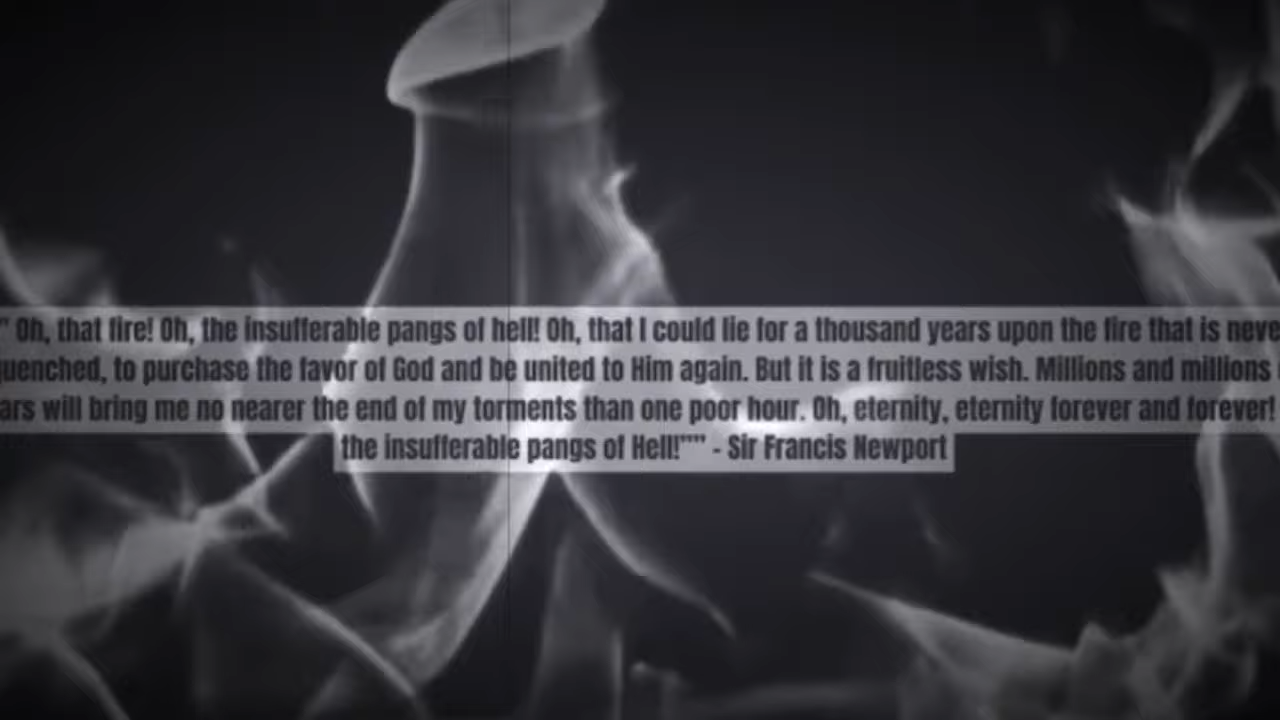 " Oh, that fire! Oh, the insufferable pangs of hell! Oh, that I could lie for a thousand years upon the fire that is neve
uenched, to purchase the favor of God and be united to Him again. But it is a fruitless wish. Millions and millions
ars will bring me no nearer the end of my torments than one poor hour. Oh, eternity, eternity forever and forever!
the insufferable pangs of Hell!"" - Sir Francis Newport